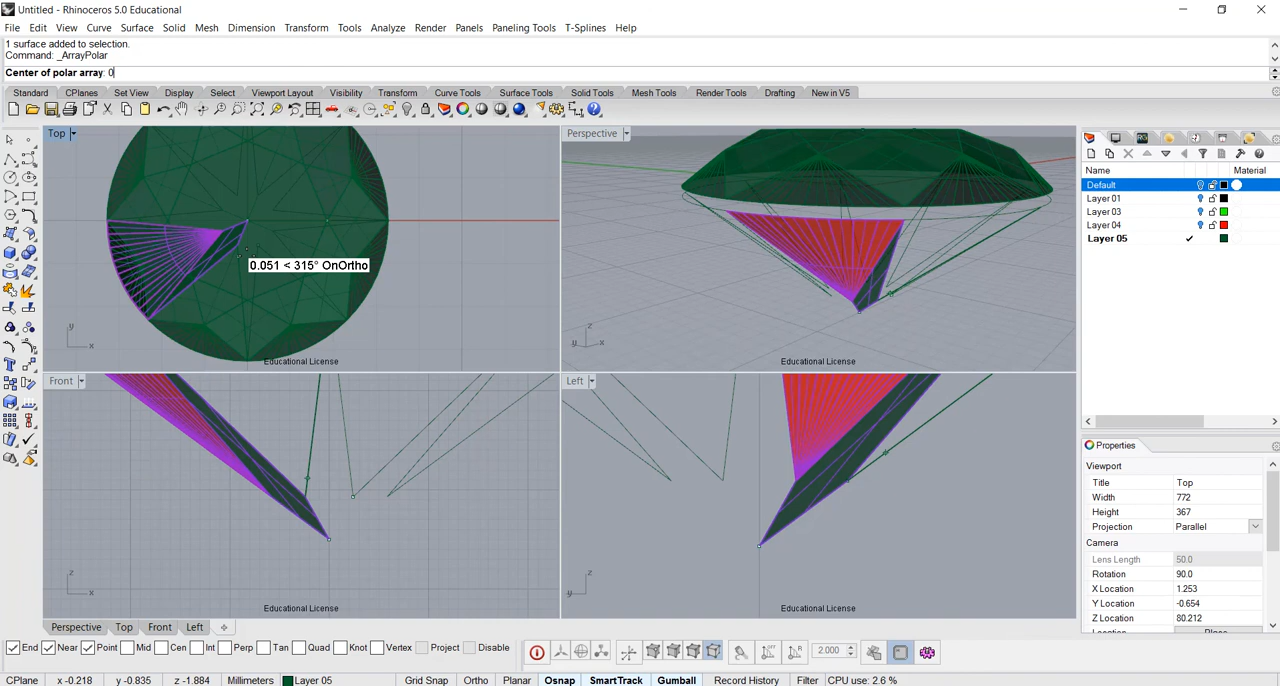 Untitled - Rhinoceros 5.0 Educational
File Edit View Curve Surface Solid Mesh Dimension Transform Tools Analyze Render Panels Paneling Tools T-Splines Help
1 surface added to selection.
Command: _ArrayPolar
Center of polar array: 0
Standard CPlanes Set View Display Select Viewport Layout Visibility Transform Curve Tools Surface Tools Solid Tools Mesh Tools Render Tools Drafting New in V5
Top
0.051 < 315° OnOrtho
y
x
Educational License
Perspective
z
y x
Educational License
Front
z
x
Educational License
Left
z
y
Educational License
Perspective Top Front Left
Name Material
Default
Layer 01
Layer 03
Layer 04
Layer 05
Properties
Viewport
Title Top
Width 772
Height 367
Projection Parallel
Camera
Lens Length 50.0
Rotation 90.0
X Location 1.253
Y Location -0.654
Z Location 80.212
Location Place...
End Near Point Mid Cen Int Perp Tan Quad Knot Vertex Project Disable
2.000
CPlane x -0.218 y -0.835 z -1.884 Millimeters Layer 05 Grid Snap Ortho Planar Osnap SmartTrack Gumball Record History Filter CPU use: 2.6 %